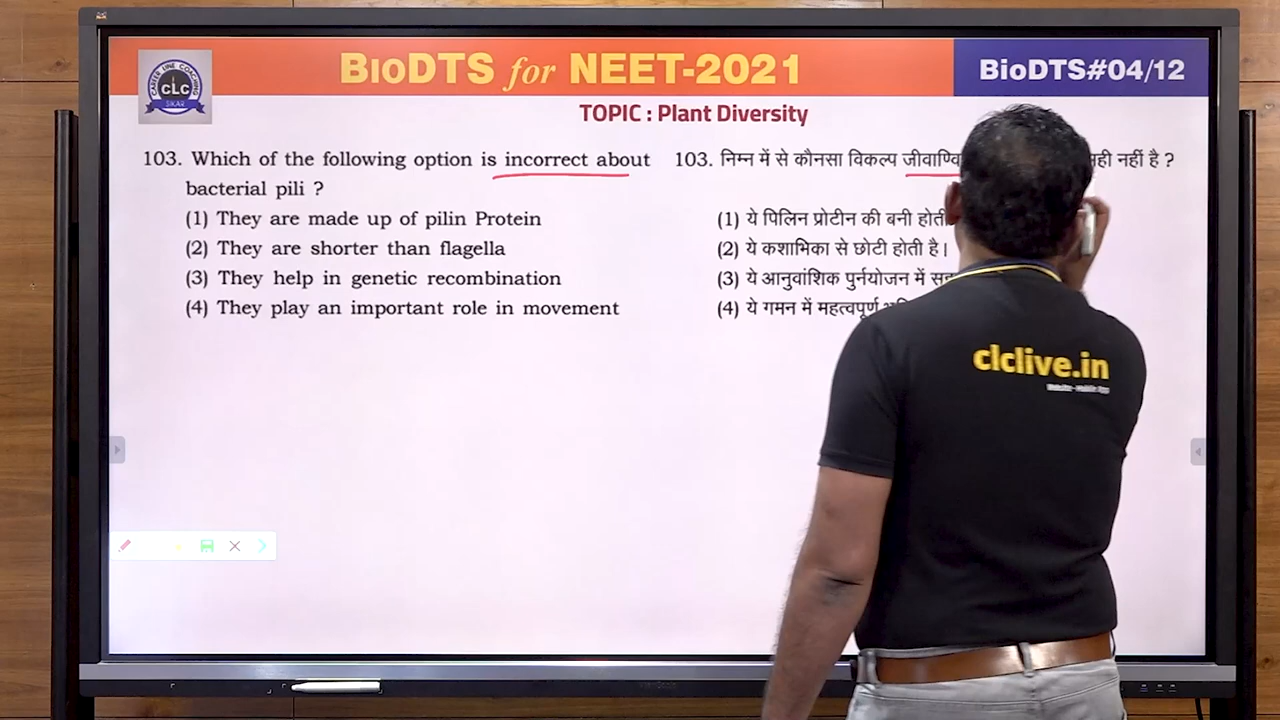 CAREER LINE COACHING
CLC
SIKAR
BIODTS for NEET-2021
BioDTS#04/12
TOPIC : Plant Diversity
103. Which of the following option is incorrect about
bacterial pili ?
(1) They are made up of pilin Protein
(2) They are shorter than flagella
(3) They help in genetic recombination
(4) They play an important role in movement
103. निम्न में से कौनसा विकल्प नहीं है ?
(1) ये पिलिन प्रोटीन की बनी होती
(2) ये कशाभिका से छोटी होती है।
(3) ये आनुवांशिक पुर्नयोजन में
(4) ये गमन में महत्वपूर्ण
clclive.in